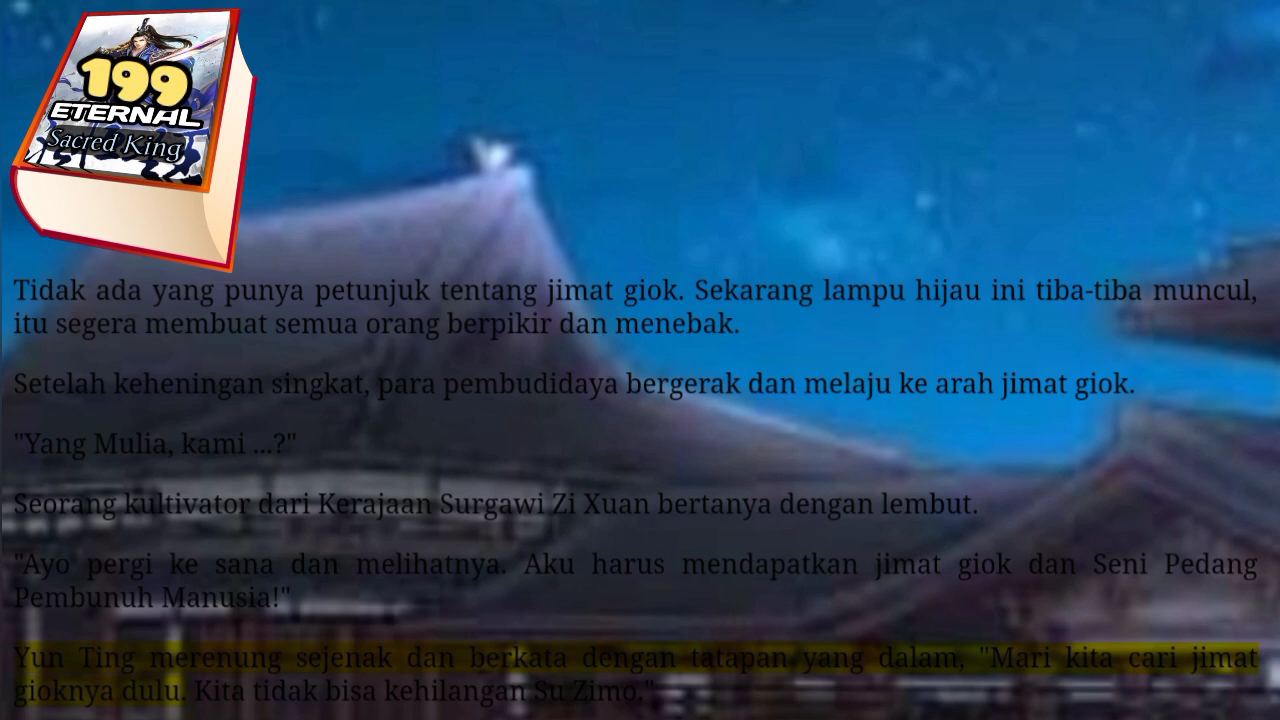 199
ETERNAL
Sacred King
Tidak ada yang punya petunjuk tentang jimat giok. Sekarang lampu hijau ini tiba-tiba muncul,
itu segera membuat semua orang berpikir dan menebak.
Setelah keheningan singkat, para pembudidaya bergerak dan melaju ke arah jimat giok.
"Yang Mulia, kami ...?"
Seorang kultivator dari Kerajaan Surgawi Zi Xuan bertanya dengan lembut.
"Ayo pergi ke sana dan melihatnya. Aku harus mendapatkan jimat giok dan Seni Pedang
Pembunuh Manusia!"
Yun Ting merenung sejenak dan berkata dengan tatapan yang dalam, "Mari kita cari jimat
gioknya dulu. Kita tidak bisa kehilangan Su Zimo."